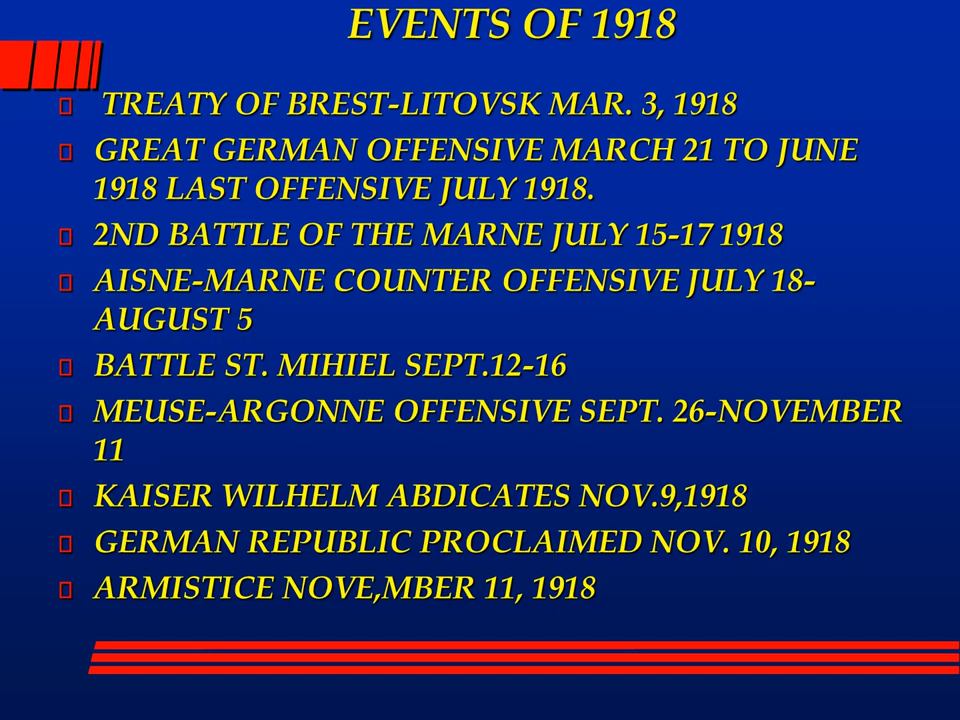 EVENTS OF 1918
TREATY OF BREST-LITOVSK MAR. 3, 1918
GREAT GERMAN OFFENSIVE MARCH 21 TO JUNE
1918 LAST OFFENSIVE JULY 1918.
2ND BATTLE OF THE MARNE JULY 15-17 1918
AISNE-MARNE COUNTER OFFENSIVE JULY 18-
AUGUST 5
BATTLE ST. MIHIEL SEPT.12-16
MEUSE-ARGONNE OFFENSIVE SEPT. 26-NOVEMBER
11
KAISER WILHELM ABDICATES NOV.9,1918
GERMAN REPUBLIC PROCLAIMED NOV. 10, 1918
ARMISTICE NOVE,MBER 11, 1918